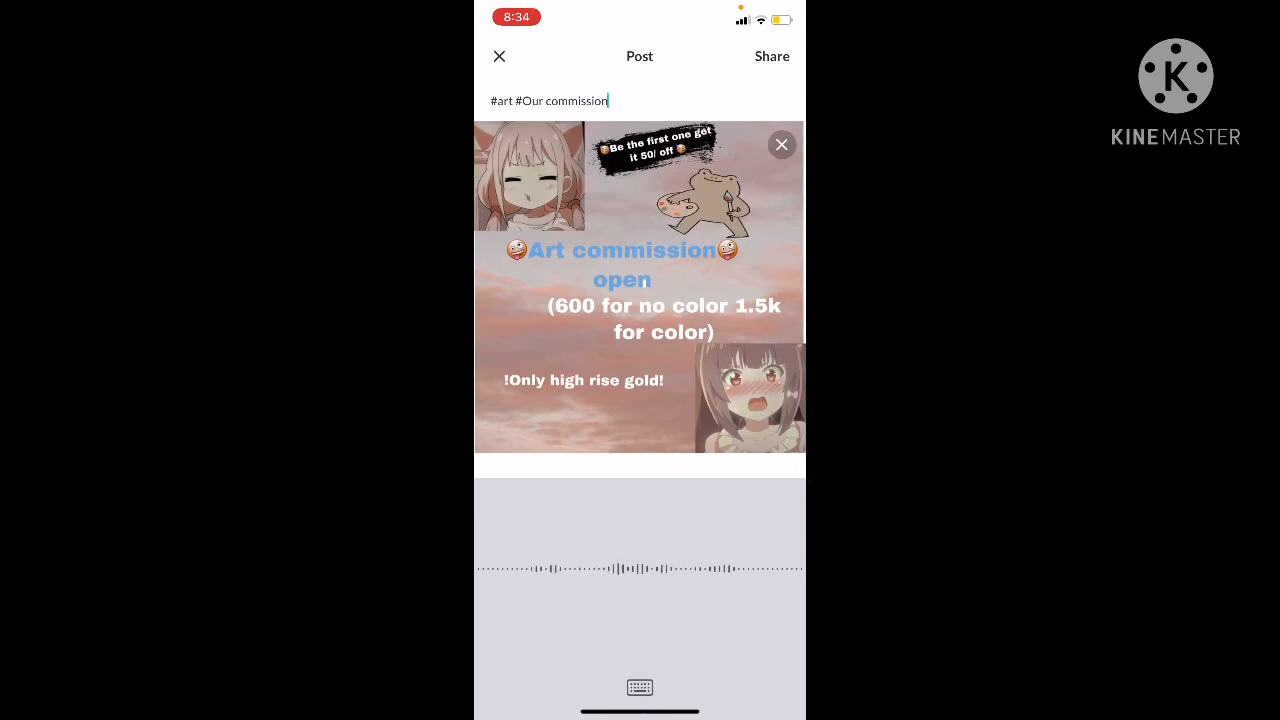 8:34
Post
Share
#art #Our commission
🤪Be the first one get
it 50/ off 🤪
🤪Art commission🤪
open
(600 for no color 1.5k
for color)
!Only high rise gold!
K
KINEMASTER